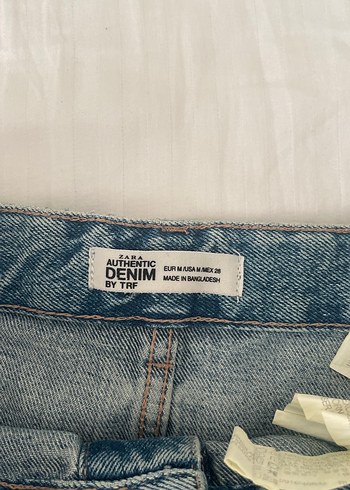 ZARA
AUTHENTIC
DENIM
BY TRF
EUR M/USA M/MEX 28
MADE IN BANGLADESH